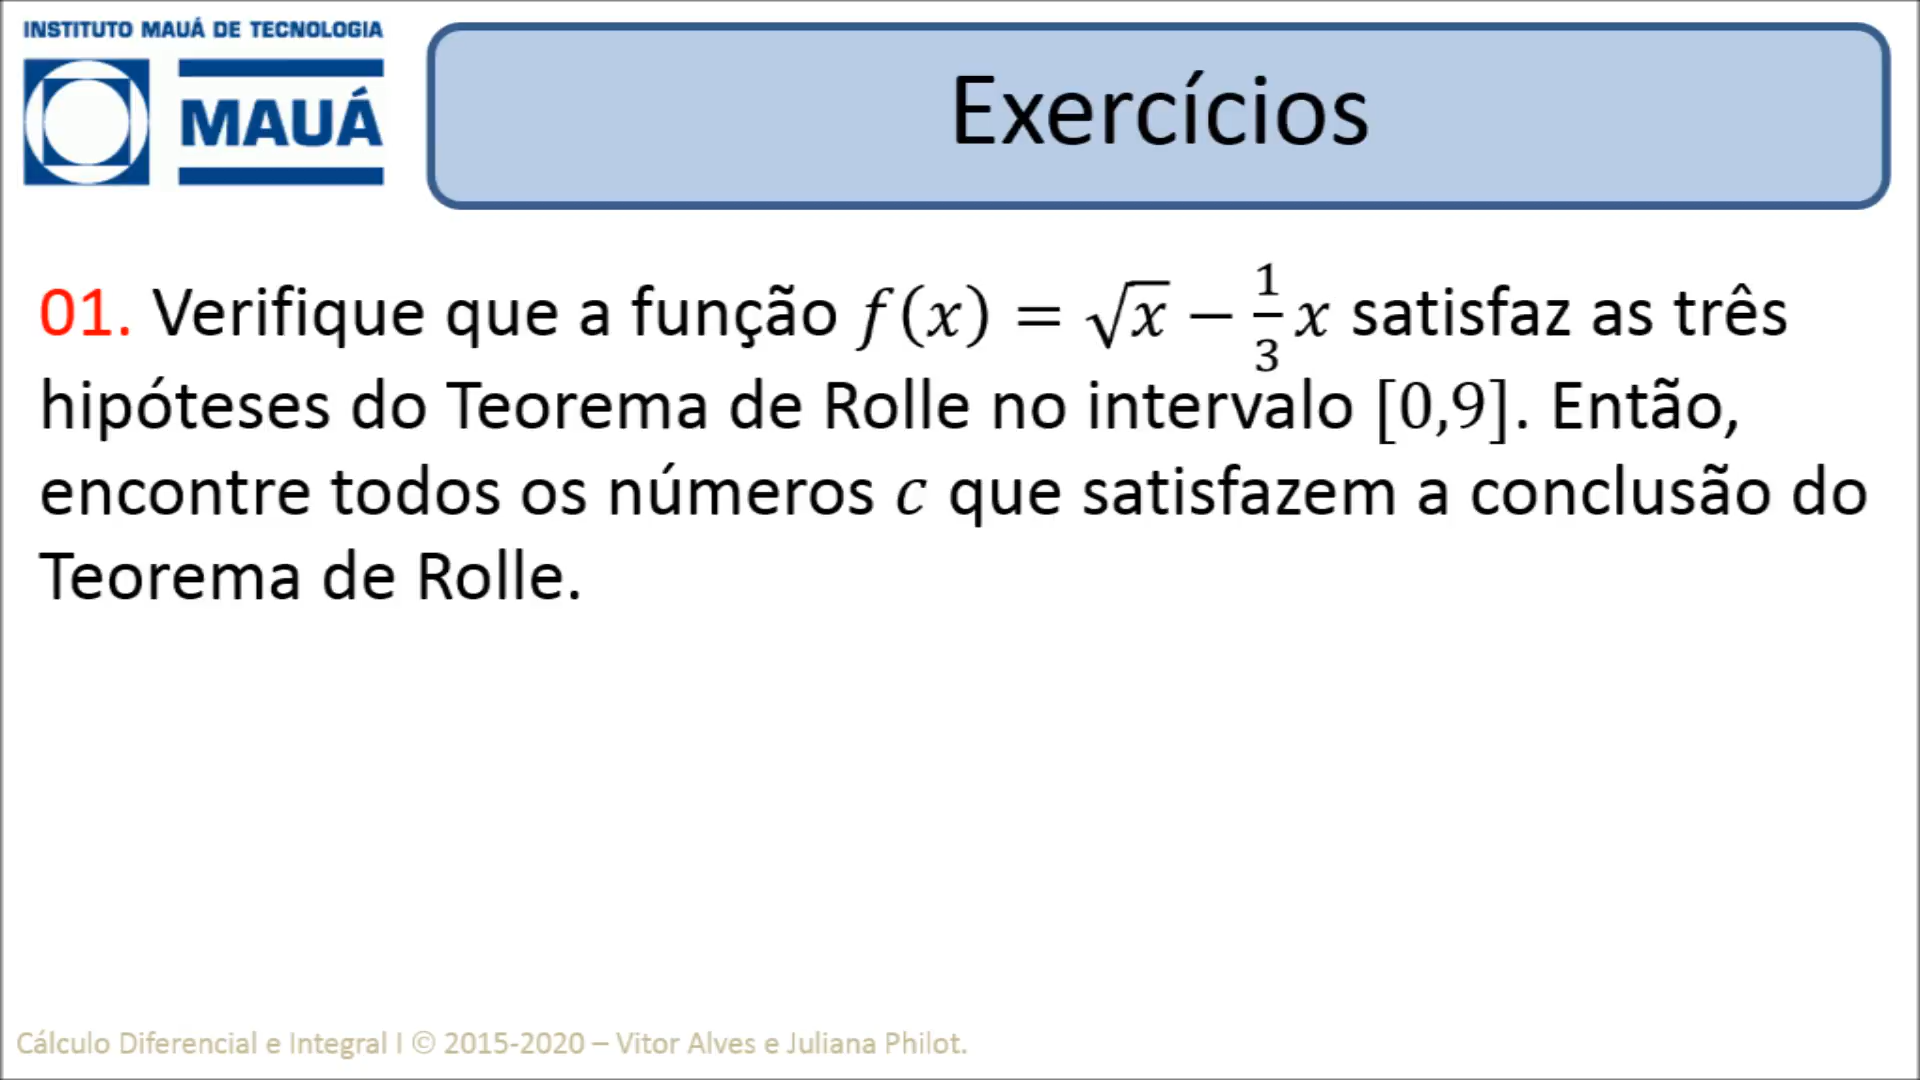 INSTITUTO MAUÁ DE TECNOLOGIA
MAUÁ
Exercícios
01. Verifique que a função f(x) = √x − 1/3 x satisfaz as três
hipóteses do Teorema de Rolle no intervalo [0,9]. Então,
encontre todos os números c que satisfazem a conclusão do
Teorema de Rolle.
Cálculo Diferencial e Integral I © 2015-2020 – Vitor Alves e Juliana Philot.